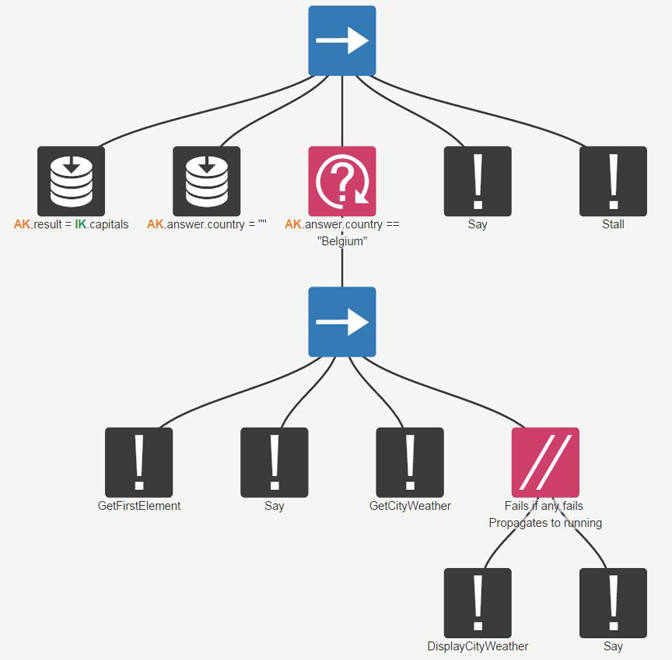 AK.result = IK.capitals
AK.answer.country = ""
AK.answer.country ==
"Belgium"
Say
Stall
GetFirstElement
Say
GetCityWeather
Fails if any fails
Propagates to running
DisplayCityWeather
Say